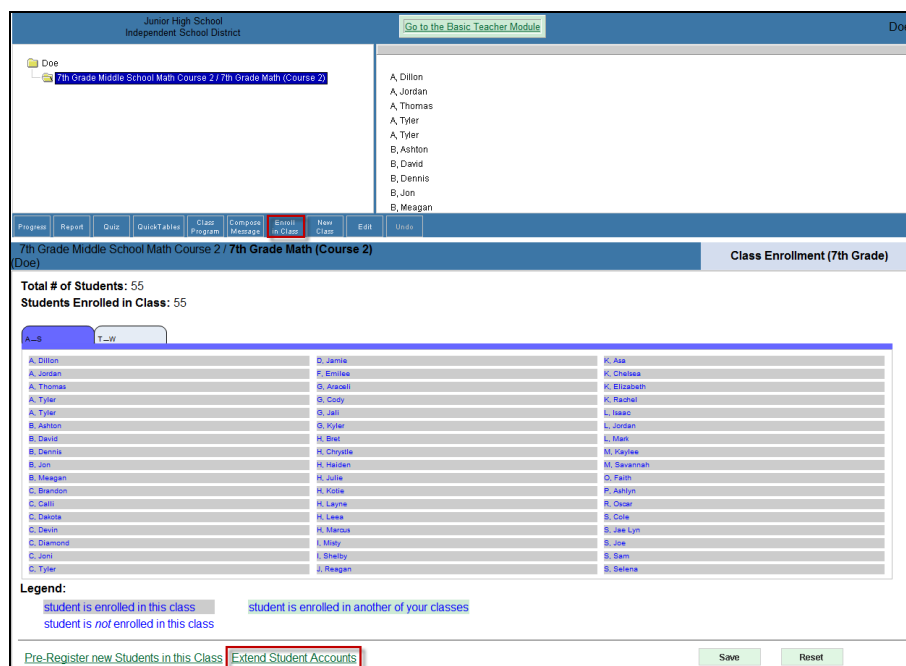 Junior High School
Independent School District
Go to the Basic Teacher Module
Doe
Doe
7th Grade Middle School Math Course 2 / 7th Grade Math (Course 2)
A, Dillon
A, Jordan
A, Thomas
A, Tyler
A, Tyler
B, Ashton
B, David
B, Dennis
B, Jon
B, Meagan
Progress
Report
Quiz
QuickTables
Class
Program
Compose
Message
Enroll
in Class
New
Class
Edit
Undo
7th Grade Middle School Math Course 2 / 7th Grade Math (Course 2)
(Doe)
Class Enrollment (7th Grade)
Total # of Students: 55
Students Enrolled in Class: 55
A–S
T–W
A, Dillon
A, Jordan
A, Thomas
A, Tyler
A, Tyler
B, Ashton
B, David
B, Dennis
B, Jon
B, Meagan
C, Brandon
C, Calli
C, Dakota
C, Devin
C, Diamond
C, Joni
C, Tyler
D, Jamie
F, Emilee
G, Araceli
G, Cody
G, Jali
G, Kyler
H, Bret
H, Chrystle
H, Haiden
H, Julie
H, Kotie
H, Layne
H, Leea
H, Marcus
I, Misty
I, Shelby
J, Reagan
K, Asa
K, Chelsea
K, Elizabeth
K, Rachel
L, Isaac
L, Jordan
L, Mark
M, Kaylee
M, Savannah
O, Faith
P, Ashlyn
R, Oscar
S, Cole
S, Jae Lyn
S, Joe
S, Sam
S, Selena
Legend:
student is enrolled in this class
student is enrolled in another of your classes
student is not enrolled in this class
Pre-Register new Students in this Class
Extend Student Accounts
Save
Reset